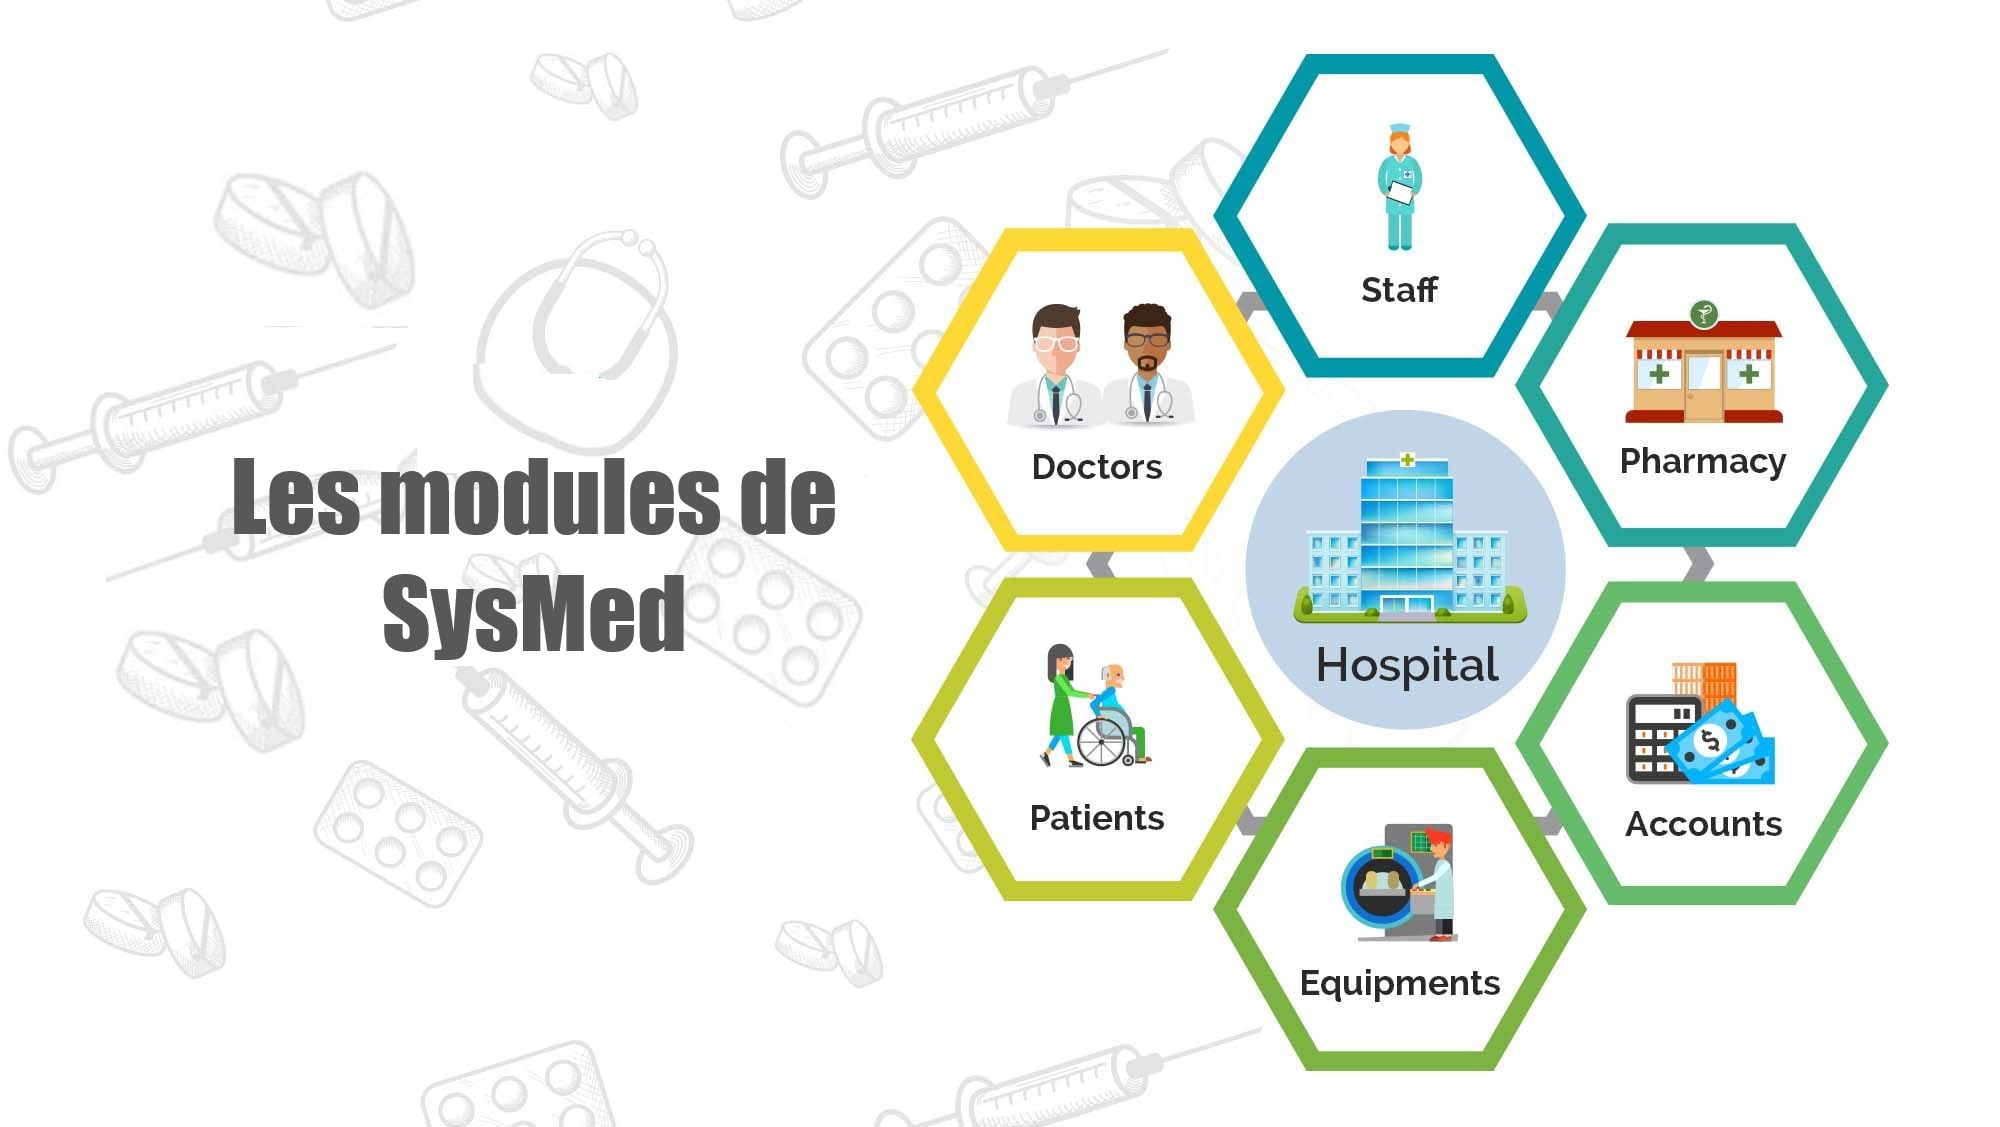 Les modules de
SysMed
Staff
Doctors
Pharmacy
Hospital
Patients
Accounts
Equipments